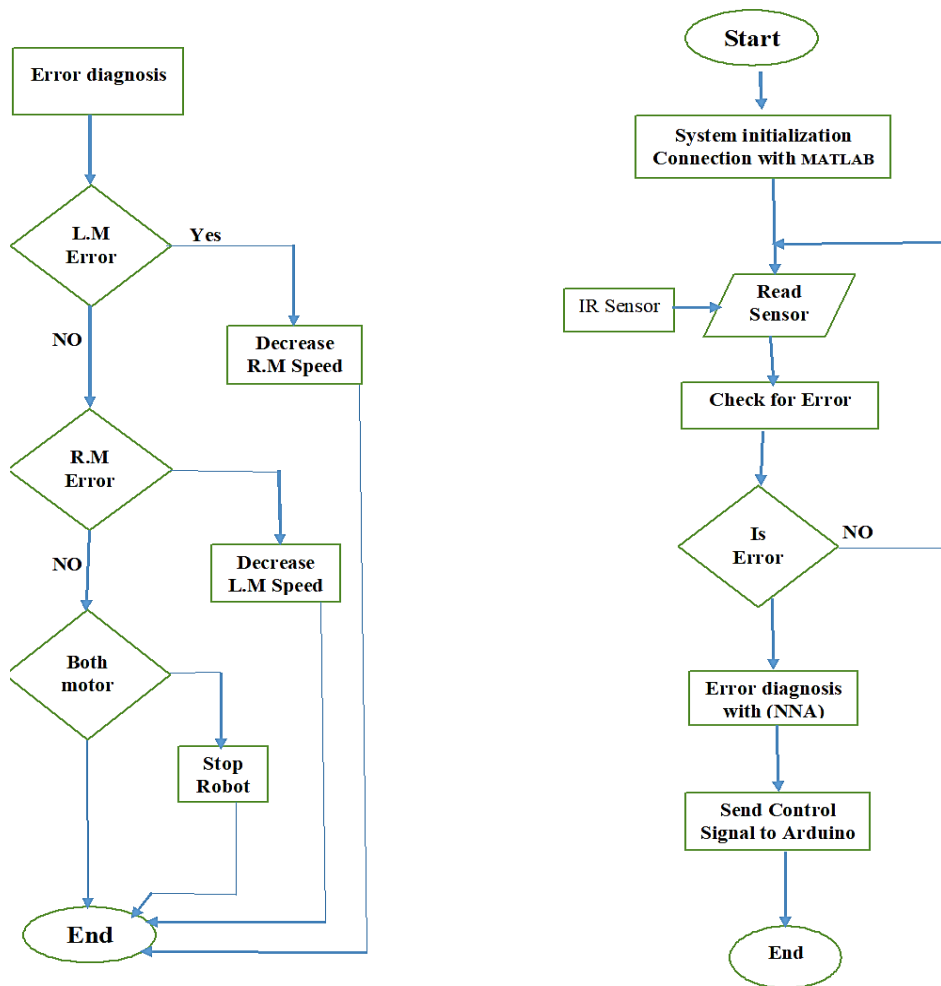 Error diagnosis
L.M
Error
Yes
NO
Decrease
R.M Speed
R.M
Error
NO
Decrease
L.M Speed
Both
motor
Stop
Robot
End
Start
System initialization
Connection with MATLAB
IR Sensor
Read
Sensor
Check for Error
Is
Error
NO
Error diagnosis
with (NNA)
Send Control
Signal to Arduino
End